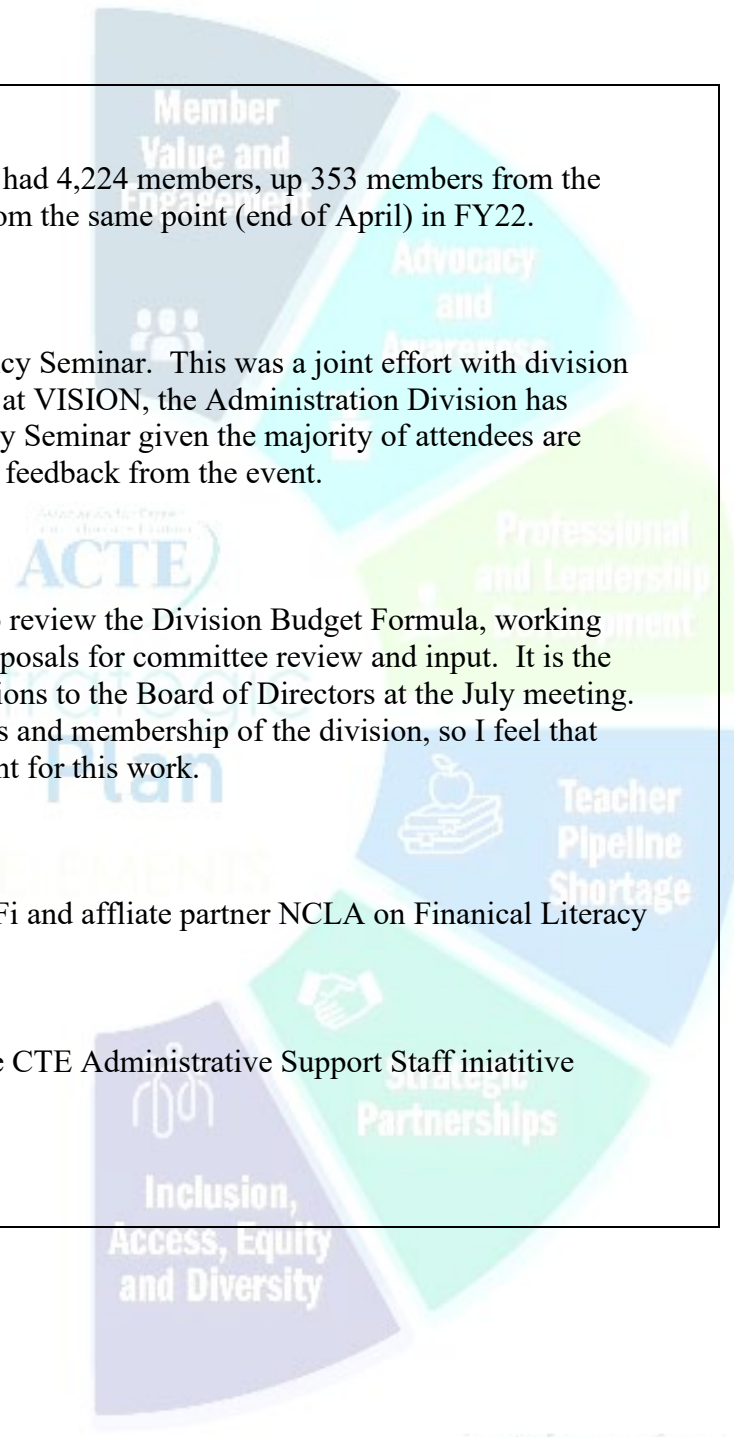 Member
Value and
Engagement
had 4,224 members, up 353 members from the
om the same point (end of April) in FY22.
Advocacy
and
Awareness
cy Seminar.  This was a joint effort with division
at VISION, the Administration Division has
y Seminar given the majority of attendees are
feedback from the event.
ACTE
Professional
and Leadership
Development
review the Division Budget Formula, working
posals for committee review and input.  It is the
ions to the Board of Directors at the July meeting.
s and membership of the division, so I feel that
nt for this work.
Strategic
Plan
ELEMENTS
Teacher
Pipeline
Shortage
Fi and affliate partner NCLA on Finanical Literacy
e CTE Administrative Support Staff iniatitive
Strategic
Partnerships
Inclusion,
Access, Equity
and Diversity